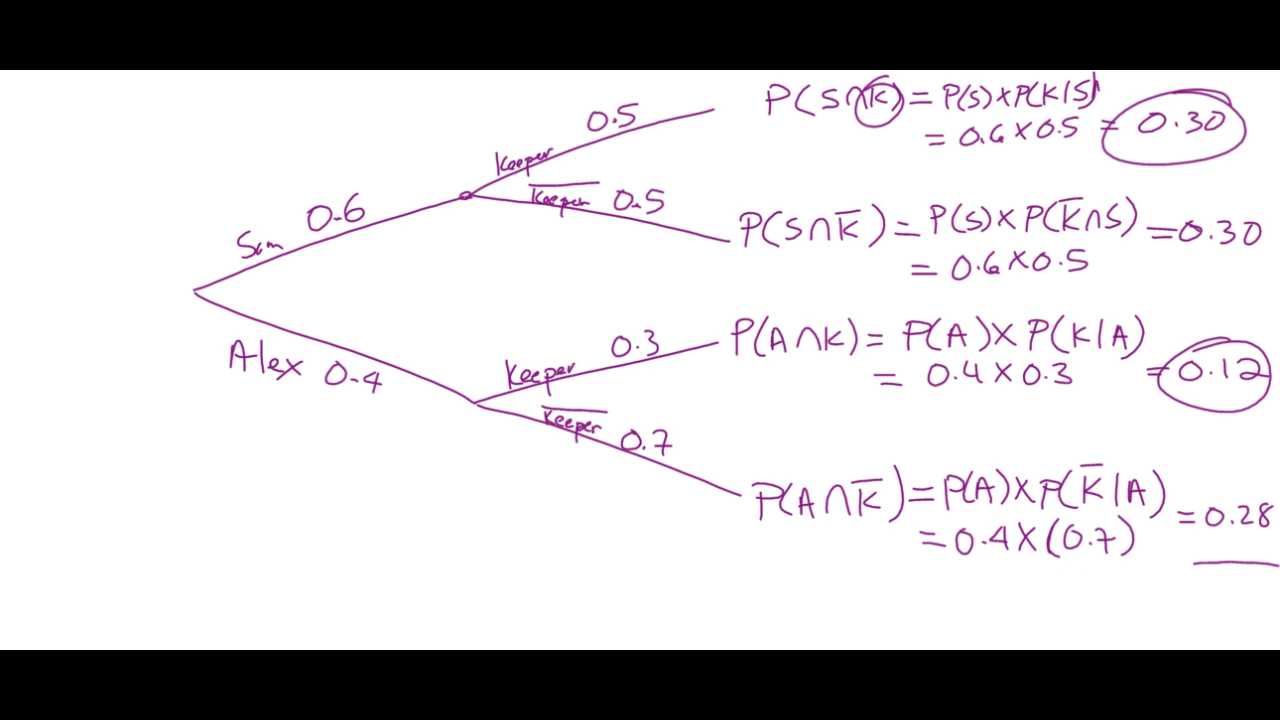 P(S∩K) = P(S)×P(K/S)
= 0.6×0.5 = 0.30
0.5
Keeper
K̅e̅e̅p̅e̅r̅ 0.5
Sam 0.6
P(S∩K̅) = P(S)×P(K̅∩S) = 0.30
= 0.6×0.5
Alex 0.4
Keeper 0.3
P(A∩K) = P(A)×P(K|A)
= 0.4×0.3 = 0.12
K̅e̅e̅p̅e̅r̅ 0.7
P(A∩K̅) = P(A)×P(K̅|A) = 0.28
= 0.4×(0.7)